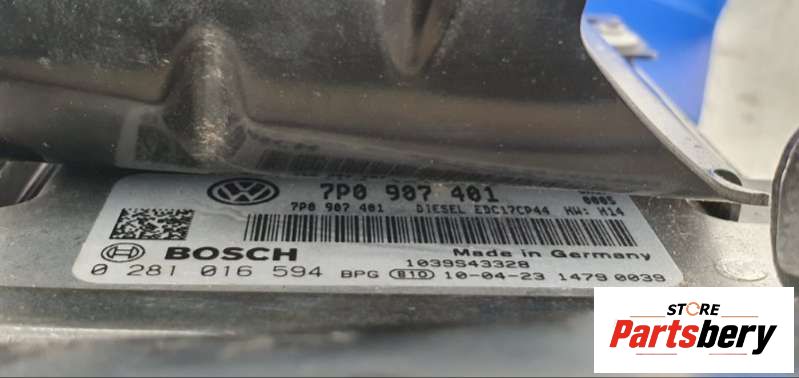 7P0 907 401
0005
7P0 907 401 DIESEL EDC17CP44 HW: H14
BOSCH
Made in Germany
1039S43328
0 281 016 594 BPG B10 10-04-23 1479 0039
STORE
Partsbery